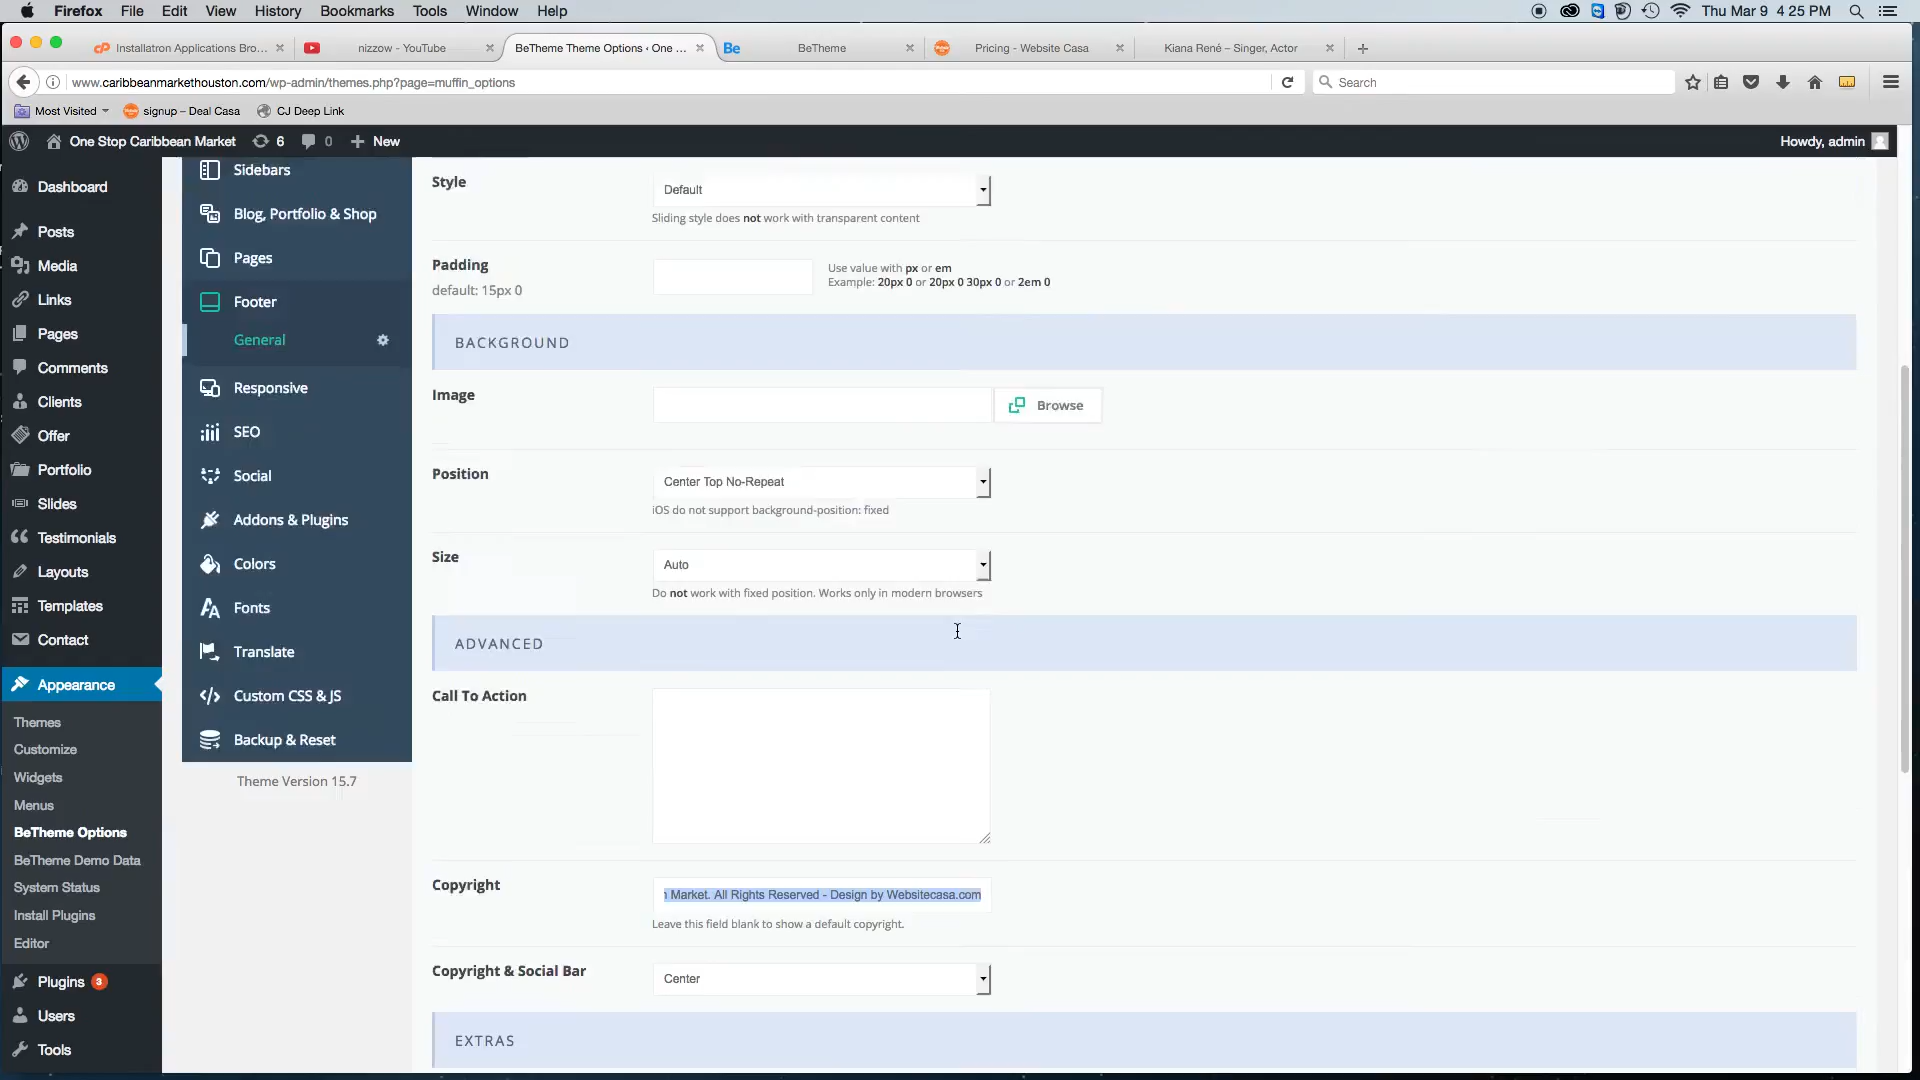 Firefox File Edit View History Bookmarks Tools Window Help
Thu Mar 9 4:25 PM
Installatron Applications Bro...
nizzow - YouTube
BeTheme Theme Options ‹ One ...
Be BeTheme
Pricing - Website Casa
Kiana René – Singer, Actor
www.caribbeanmarkethouston.com/wp-admin/themes.php?page=muffin_options
Search
Most Visited
signup – Deal Casa
CJ Deep Link
One Stop Caribbean Market
6
0
New
Howdy, admin
Dashboard
Posts
Media
Links
Pages
Comments
Clients
Offer
Portfolio
Slides
Testimonials
Layouts
Templates
Contact
Appearance
Themes
Customize
Widgets
Menus
BeTheme Options
BeTheme Demo Data
System Status
Install Plugins
Editor
Plugins 3
Users
Tools
Sidebars
Blog, Portfolio & Shop
Pages
Footer
General
Responsive
SEO
Social
Addons & Plugins
Colors
Fonts
Translate
Custom CSS & JS
Backup & Reset
Theme Version 15.7
Style
Default
Sliding style does not work with transparent content
Padding
default: 15px 0
Use value with px or em
Example: 20px 0 or 20px 0 30px 0 or 2em 0
BACKGROUND
Image
Browse
Position
Center Top No-Repeat
iOS do not support background-position: fixed
Size
Auto
Do not work with fixed position. Works only in modern browsers
ADVANCED
Call To Action
Copyright
Market. All Rights Reserved - Design by Websitecasa.com
Leave this field blank to show a default copyright.
Copyright & Social Bar
Center
EXTRAS